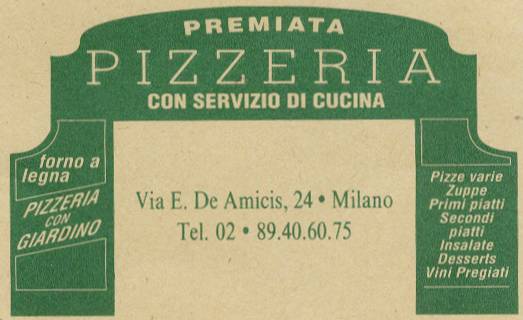 PREMIATA
PIZZERIA
CON SERVIZIO DI CUCINA
forno a
legna
PIZZERIA
CON
GIARDINO
Via E. De Amicis, 24 • Milano
Tel. 02 • 89.40.60.75
Pizze varie
Zuppe
Primi piatti
Secondi
piatti
Insalate
Desserts
Vini Pregiati